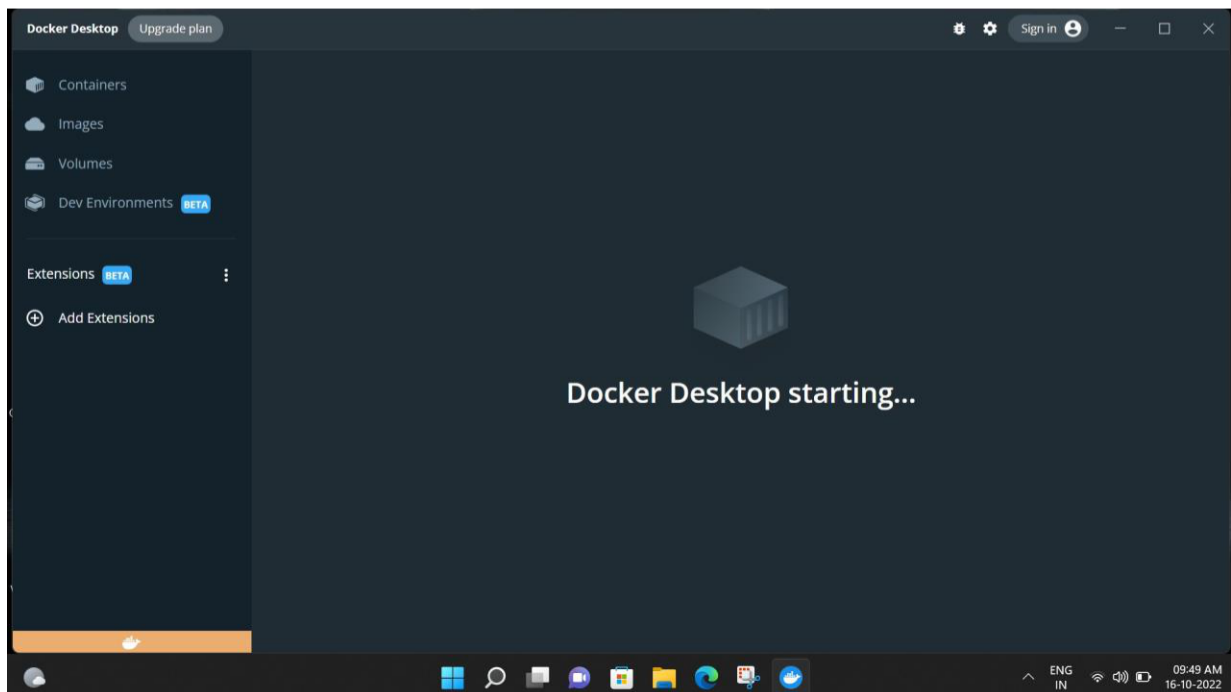 Docker Desktop Upgrade plan
Sign in
Containers
Images
Volumes
Dev Environments BETA
Extensions BETA
Add Extensions
Docker Desktop starting...
ENG
IN
09:49 AM
16-10-2022